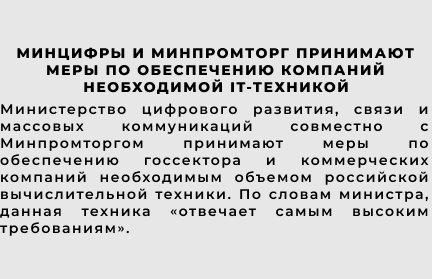 МИНЦИФРЫ И МИНПРОМТОРГ ПРИНИМАЮТ
МЕРЫ ПО ОБЕСПЕЧЕНИЮ КОМПАНИЙ
НЕОБХОДИМОЙ IT-ТЕХНИКОЙ
Министерство цифрового развития, связи и
массовых коммуникаций совместно с
Минпромторгом принимают меры по
обеспечению госсектора и коммерческих
компаний необходимым объемом российской
вычислительной техники. По словам министра,
данная техника «отвечает самым высоким
требованиям».